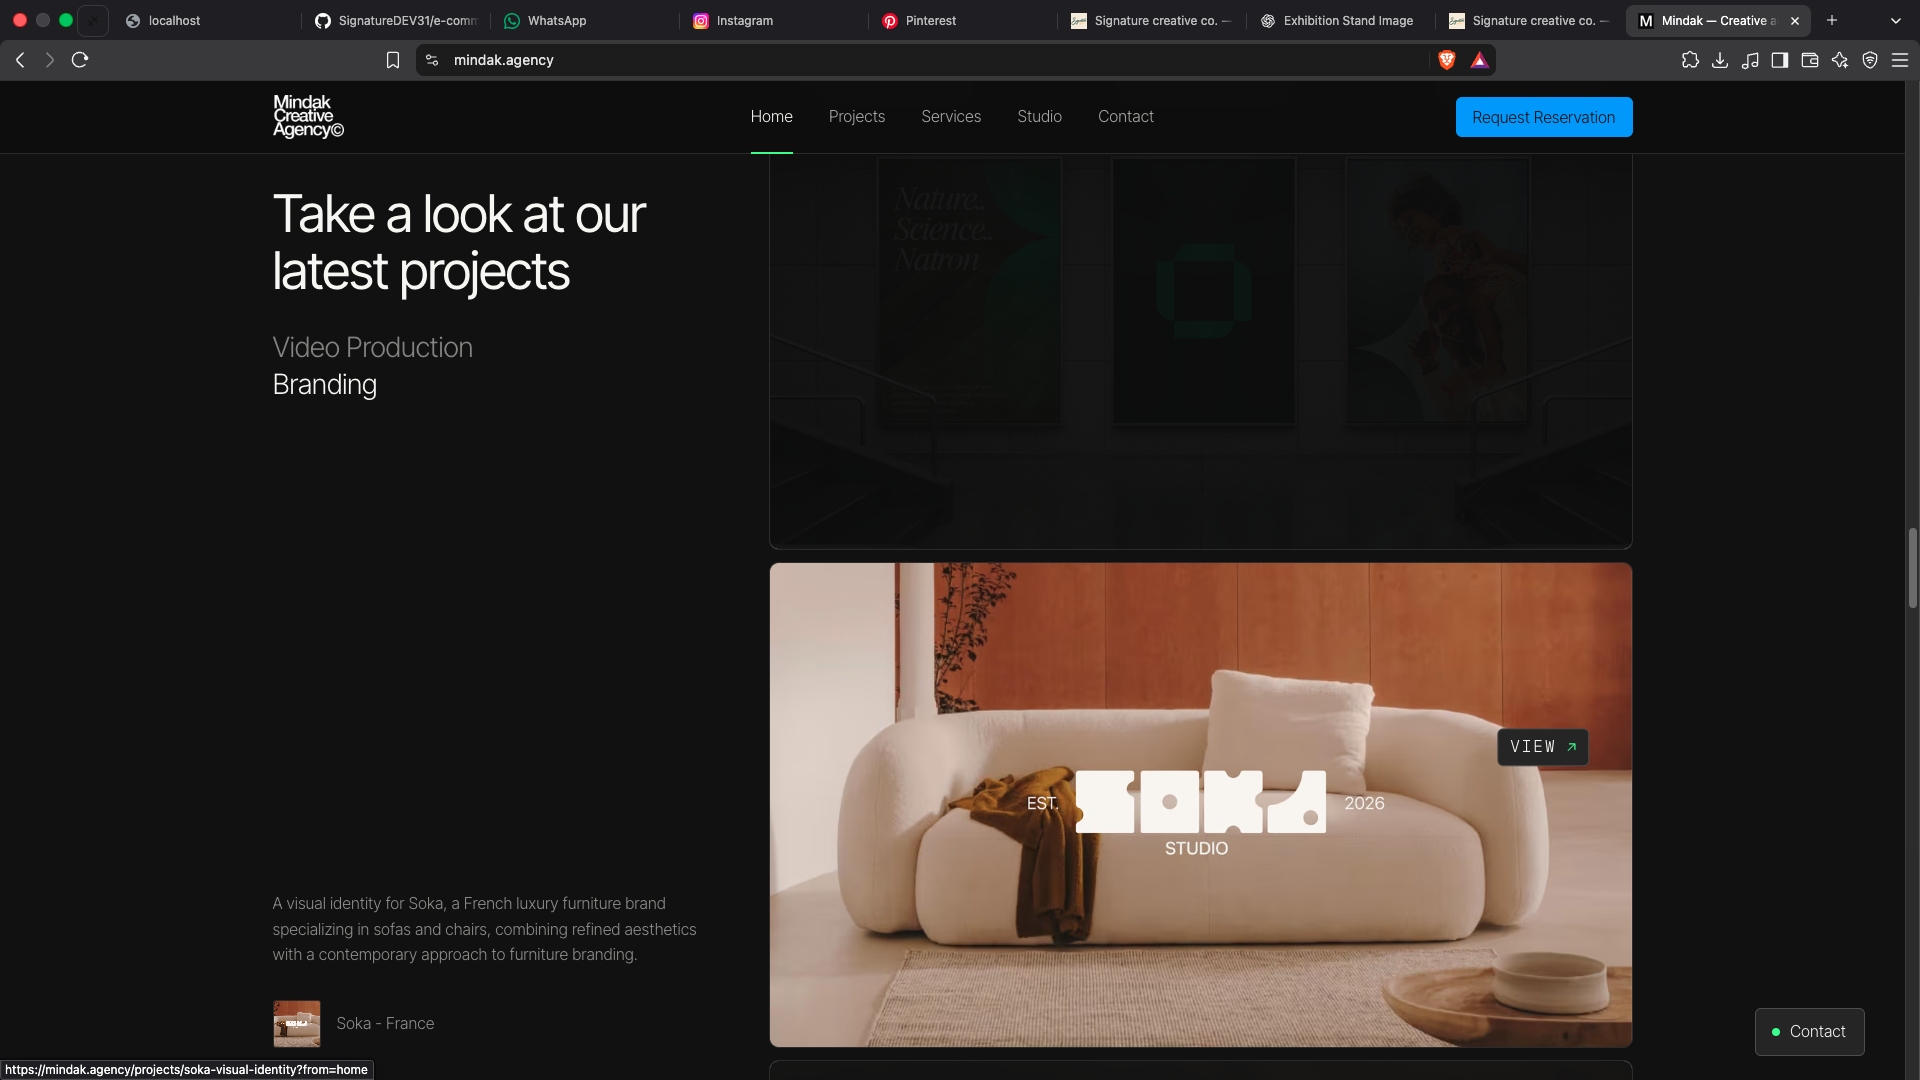 localhost
SignatureDEV31/e-comm
WhatsApp
Instagram
Pinterest
Signature creative co. —
Exhibition Stand Image
Signature creative co. —
M
Mindak — Creative a
mindak.agency
Mindak
Creative
Agency©
Home
Projects
Services
Studio
Contact
Request Reservation
Take a look at our
latest projects
Video Production
Branding
Nature..
Science..
Natron
VIEW
EST.
SOKA
2026
STUDIO
A visual identity for Soka, a French luxury furniture brand
specializing in sofas and chairs, combining refined aesthetics
with a contemporary approach to furniture branding.
Soka - France
Contact
https://mindak.agency/projects/soka-visual-identity?from=home